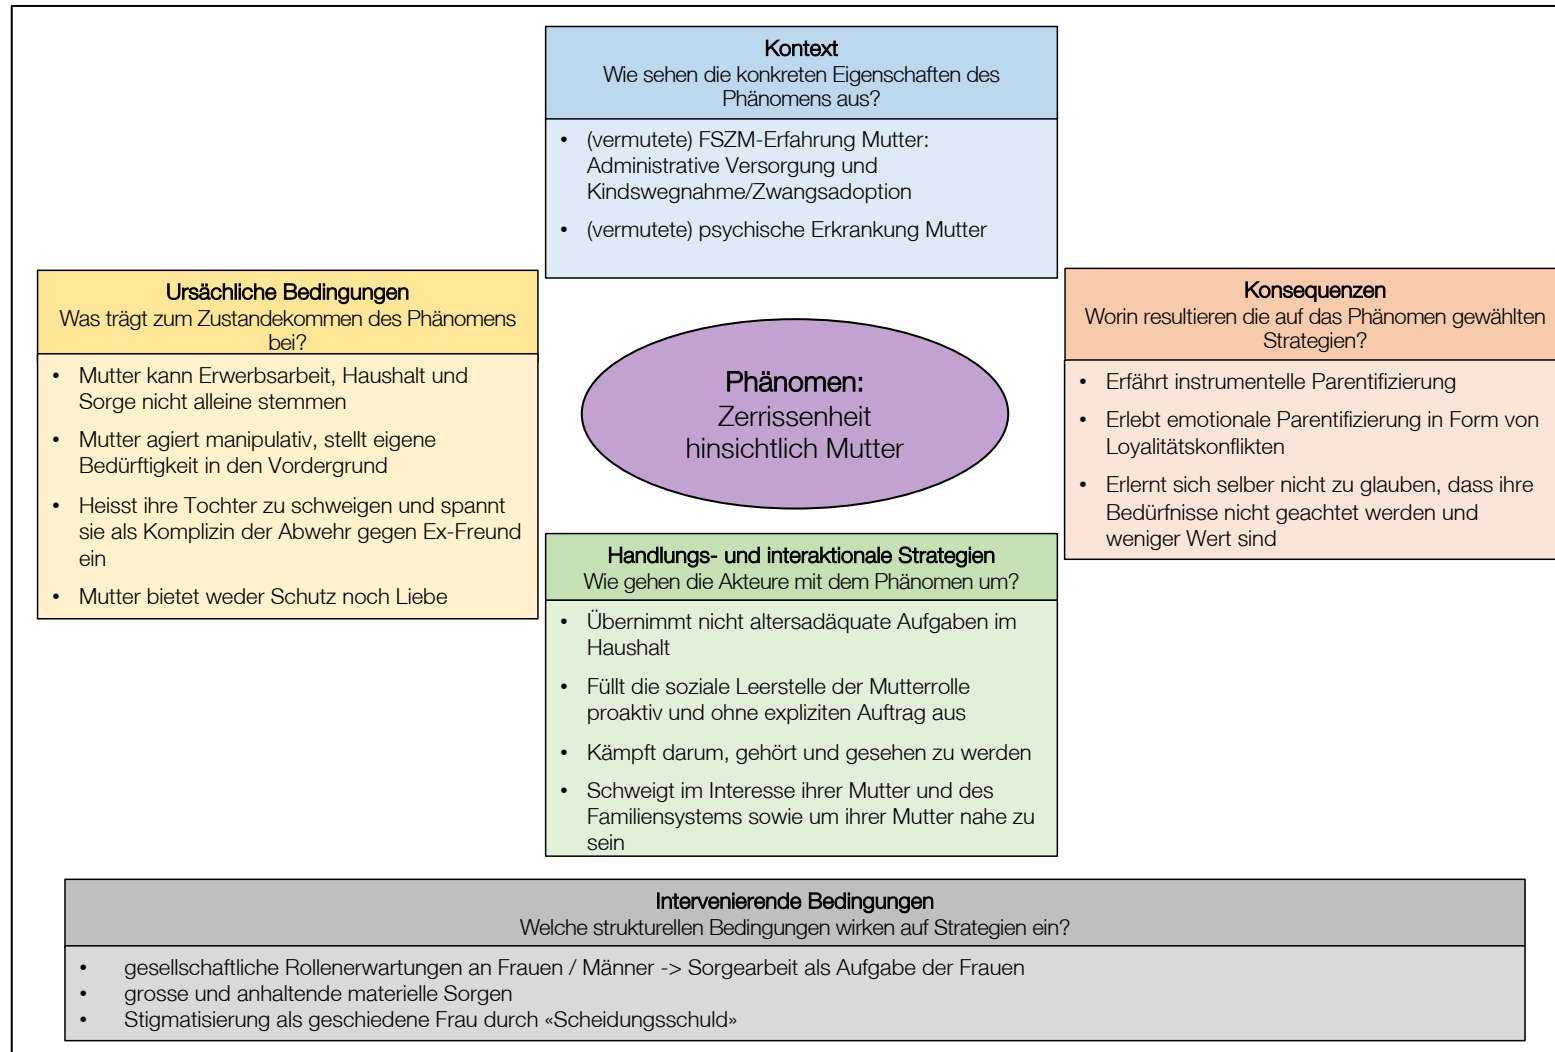 Kontext
Wie sehen die konkreten Eigenschaften des
Phänomens aus?
• (vermutete) FSZM-Erfahrung Mutter:
Administrative Versorgung und
Kindswegnahme/Zwangsadoption
• (vermutete) psychische Erkrankung Mutter
Ursächliche Bedingungen
Was trägt zum Zustandekommen des Phänomens
bei?
• Mutter kann Erwerbsarbeit, Haushalt und
Sorge nicht alleine stemmen
• Mutter agiert manipulativ, stellt eigene
Bedürftigkeit in den Vordergrund
• Heisst ihre Tochter zu schweigen und spannt
sie als Komplizin der Abwehr gegen Ex-Freund
ein
• Mutter bietet weder Schutz noch Liebe
Phänomen:
Zerrissenheit
hinsichtlich Mutter
Konsequenzen
Worin resultieren die auf das Phänomen gewählten
Strategien?
• Erfährt instrumentelle Parentifizierung
• Erlebt emotionale Parentifizierung in Form von
Loyalitätskonflikten
• Erlernt sich selber nicht zu glauben, dass ihre
Bedürfnisse nicht geachtet werden und
weniger Wert sind
Handlungs- und interaktionale Strategien
Wie gehen die Akteure mit dem Phänomen um?
• Übernimmt nicht altersadäquate Aufgaben im
Haushalt
• Füllt die soziale Leerstelle der Mutterrolle
proaktiv und ohne expliziten Auftrag aus
• Kämpft darum, gehört und gesehen zu werden
• Schweigt im Interesse ihrer Mutter und des
Familiensystems sowie um ihrer Mutter nahe zu
sein
Intervenierende Bedingungen
Welche strukturellen Bedingungen wirken auf Strategien ein?
• gesellschaftliche Rollenerwartungen an Frauen / Männer -> Sorgearbeit als Aufgabe der Frauen
• grosse und anhaltende materielle Sorgen
• Stigmatisierung als geschiedene Frau durch «Scheidungsschuld»